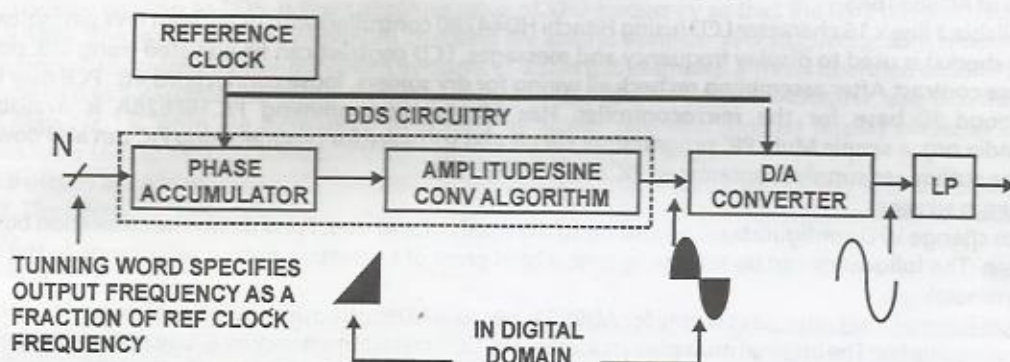 REFERENCE
CLOCK
DDS CIRCUITRY
N
PHASE
ACCUMULATOR
AMPLITUDE/SINE
CONV ALGORITHM
D/A
CONVERTER
LP
TUNNING WORD SPECIFIES
OUTPUT FREQUENCY AS A
FRACTION OF REF CLOCK
FREQUENCY
IN DIGITAL
DOMAIN